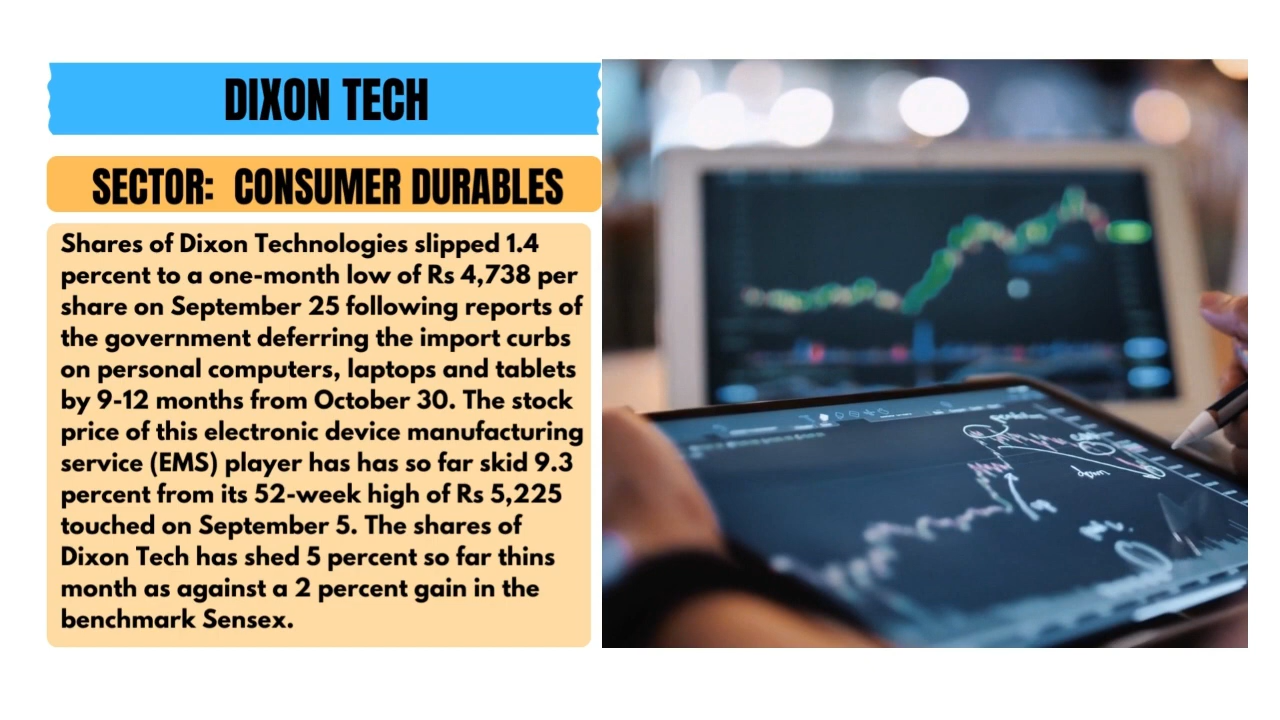 DIXON TECH
SECTOR: CONSUMER DURABLES
Shares of Dixon Technologies slipped 1.4
percent to a one-month low of Rs 4,738 per
share on September 25 following reports of
the government deferring the import curbs
on personal computers, laptops and tablets
by 9-12 months from October 30. The stock
price of this electronic device manufacturing
service (EMS) player has has so far skid 9.3
percent from its 52-week high of Rs 5,225
touched on September 5. The shares of
Dixon Tech has shed 5 percent so far thins
month as against a 2 percent gain in the
benchmark Sensex.
down